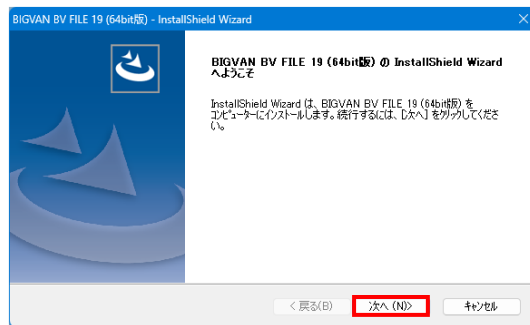 BIGVAN BV FILE 19 (64bit版) - InstallShield Wizard
BIGVAN BV FILE 19 (64bit版) の InstallShield Wizard
へようこそ
InstallShield Wizard は、BIGVAN BV FILE 19 (64bit版) を
コンピューターにインストールします。続行するには、[次へ] をクリックしてくださ
い。
< 戻る(B)
次へ (N)>
キャンセル